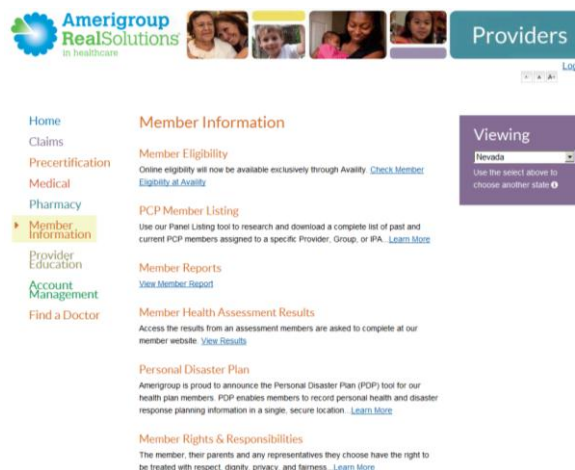 Amerigroup
RealSolutions
in healthcare
Providers
A+
Home
Claims
Precertification
Medical
Pharmacy
Member
Information
Provider
Education
Account
Management
Find a Doctor
Member Information
Member Eligibility
Online eligibility will now be available exclusively through Availity. Check Member
Eligibility at Availity
PCP Member Listing
Use our Panel Listing tool to research and download a complete list of past and
current PCP members assigned to a specific Provider, Group, or IPA...Learn More
Member Reports
View Member Report
Member Health Assessment Results
Access the results from an assessment members are asked to complete at our
member website. View Results
Personal Disaster Plan
Amerigroup is proud to announce the Personal Disaster Plan (PDP) tool for our
health plan members. PDP enables members to record personal health and disaster
response planning information in a single, secure location...Learn More
Member Rights & Responsibilities
The member, their parents and any representatives they choose have the right to
be treated with respect, dignity, privacy, and fairness...Learn More
Viewing
Nevada
Use the select above to
choose another state